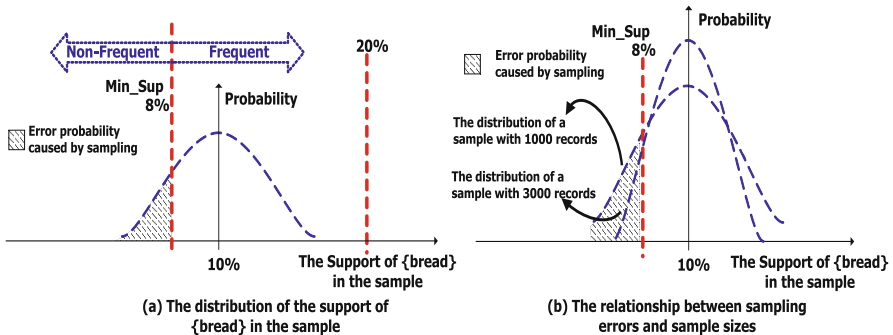 Non-Frequent
Frequent
20%
Min_Sup
8%
Probability
Error probability
caused by sampling
10%
The Support of {bread}
in the sample
(a) The distribution of the support of
{bread} in the sample
Probability
Min_Sup
8%
Error probability
caused by sampling
The distribution of a
sample with 1000 records
The distribution of a
sample with 3000 records
10%
The Support of {bread}
in the sample
(b) The relationship between sampling
errors and sample sizes